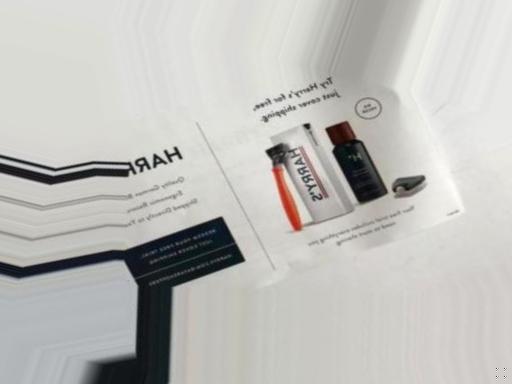 Try Harry's for free,
just cover shipping.
HARRY'S
H.
Your free trial includes everything you
need to start shaving.
HARR
Quality German
Ergonomic Razors
Shipped Directly to
REDEEM YOUR FREE TRIAL,
JUST COVER SHIPPING